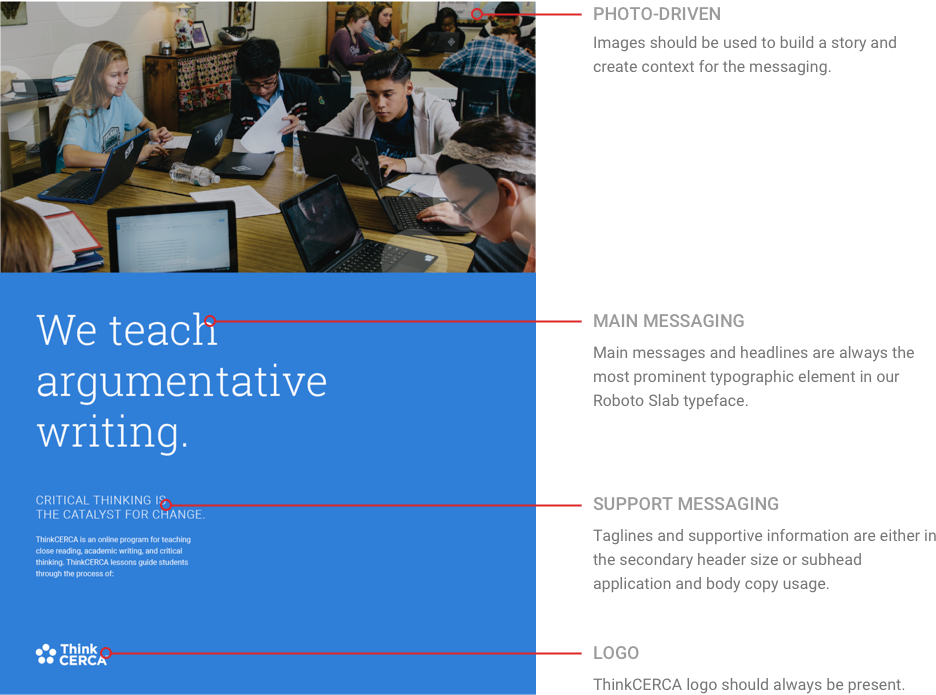 PHOTO-DRIVEN
Images should be used to build a story and
create context for the messaging.
We teach
argumentative
writing.
MAIN MESSAGING
Main messages and headlines are always the
most prominent typographic element in our
Roboto Slab typeface.
CRITICAL THINKING IS
THE CATALYST FOR CHANGE.
ThinkCERCA is an online program for teaching
close reading, academic writing, and critical
thinking. ThinkCERCA lessons guide students
through the process of:
SUPPORT MESSAGING
Taglines and supportive information are either in
the secondary header size or subhead
application and body copy usage.
Think
CERCA
LOGO
ThinkCERCA logo should always be present.